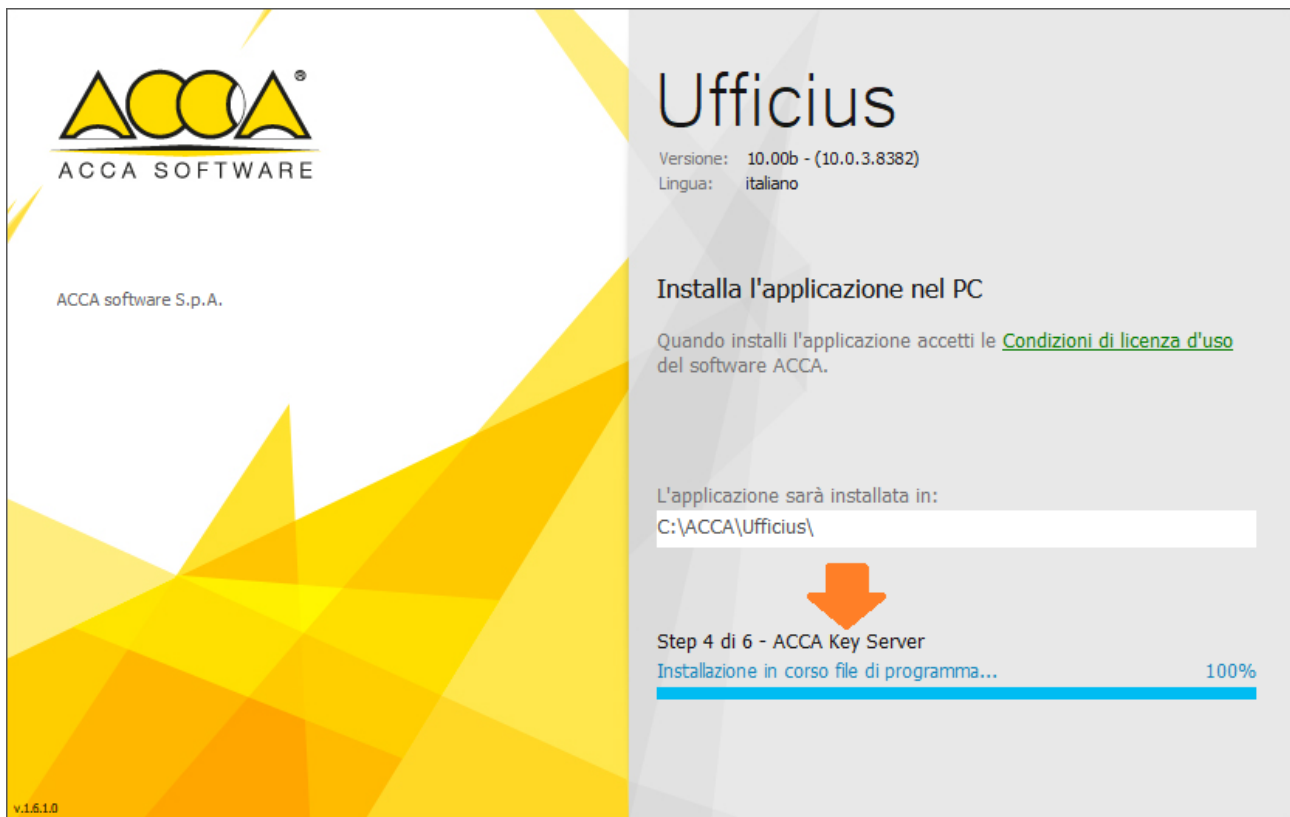 ACCA®
ACCA SOFTWARE
ACCA software S.p.A.
v.1.6.1.0
Ufficius
Versione: 10.00b - (10.0.3.8382)
Lingua: italiano
Installa l'applicazione nel PC
Quando installi l'applicazione accetti le Condizioni di licenza d'uso
del software ACCA.
L'applicazione sarà installata in:
C:\ACCA\Ufficius\
Step 4 di 6 - ACCA Key Server
Installazione in corso file di programma... 100%